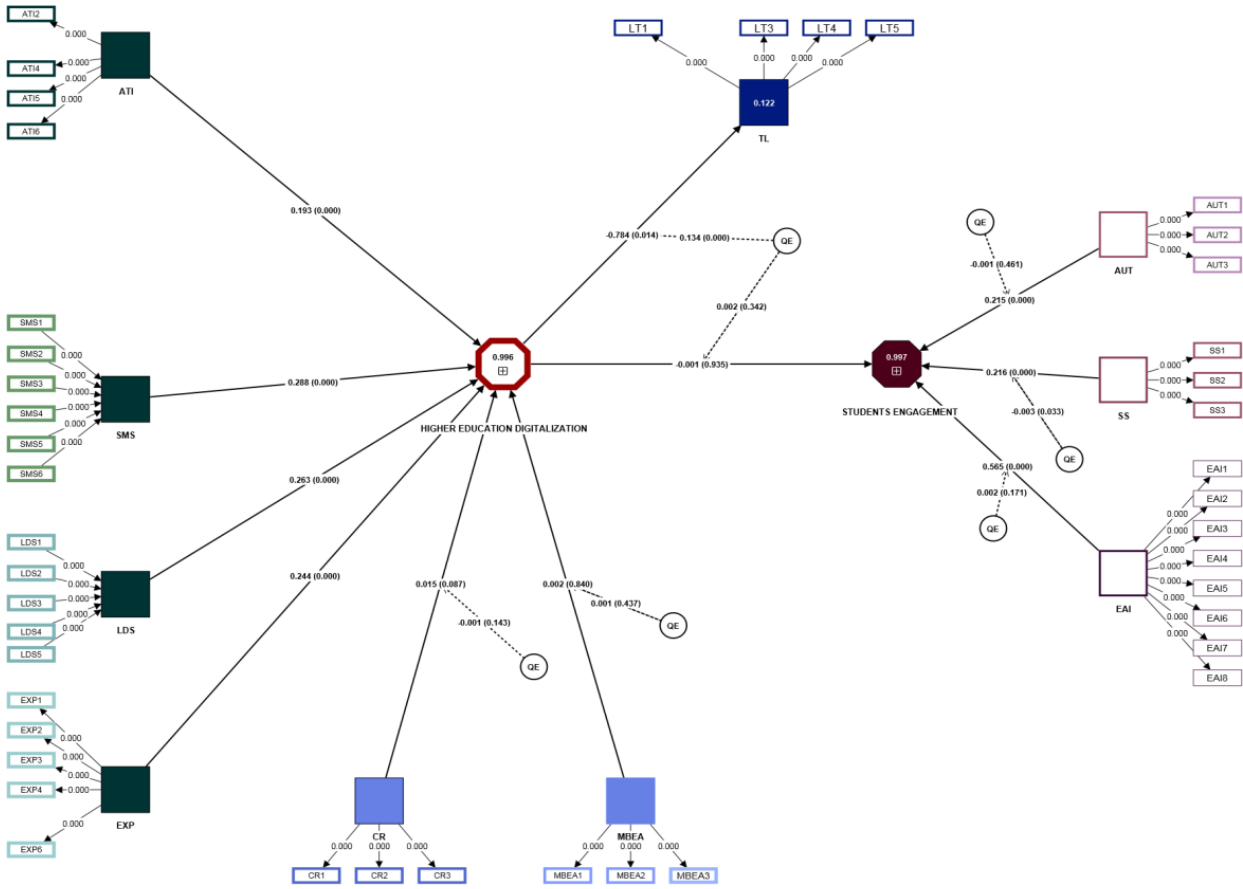 ATI2
0.000
ATI4
0.000
0.000
ATI5
0.000
ATI6
ATI
LT1
LT3
LT4
LT5
0.000
0.000
0.000
0.000
0.122
TL
0.193 (0.000)
-0.784 (0.014)
0.134 (0.000)
QE
0.002 (0.342)
QE
-0.001 (0.461)
0.215 (0.000)
AUT
0.000
AUT1
0.000
AUT2
0.000
AUT3
SMS1
0.000
SMS2
0.000
SMS3
0.000
SMS4
0.000
SMS5
0.000
SMS6
0.000
SMS
0.288 (0.000)
0.996
HIGHER EDUCATION DIGITALIZATION
-0.001 (0.935)
0.997
STUDENTS ENGAGEMENT
0.216 (0.000)
-0.003 (0.033)
QE
SS
0.000
SS1
0.000
SS2
0.000
SS3
0.565 (0.000)
0.002 (0.171)
QE
EAI
EAI1
0.000
EAI2
0.000
EAI3
0.000
EAI4
0.000
EAI5
0.000
EAI6
0.000
EAI7
0.000
EAI8
0.000
LDS1
0.000
LDS2
0.000
LDS3
0.000
LDS4
0.000
LDS5
0.000
LDS
0.263 (0.000)
0.244 (0.000)
0.015 (0.087)
-0.001 (0.143)
QE
0.002 (0.840)
0.001 (0.437)
QE
EXP1
0.000
EXP2
0.000
EXP3
0.000
EXP4
0.000
EXP6
0.000
EXP
CR
0.000
0.000
0.000
CR1
CR2
CR3
MBEA
0.000
0.000
0.000
MBEA1
MBEA2
MBEA3